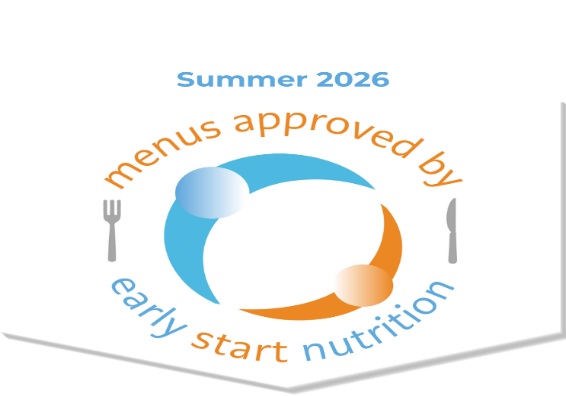 Summer 2026
menus approved by
early start nutrition